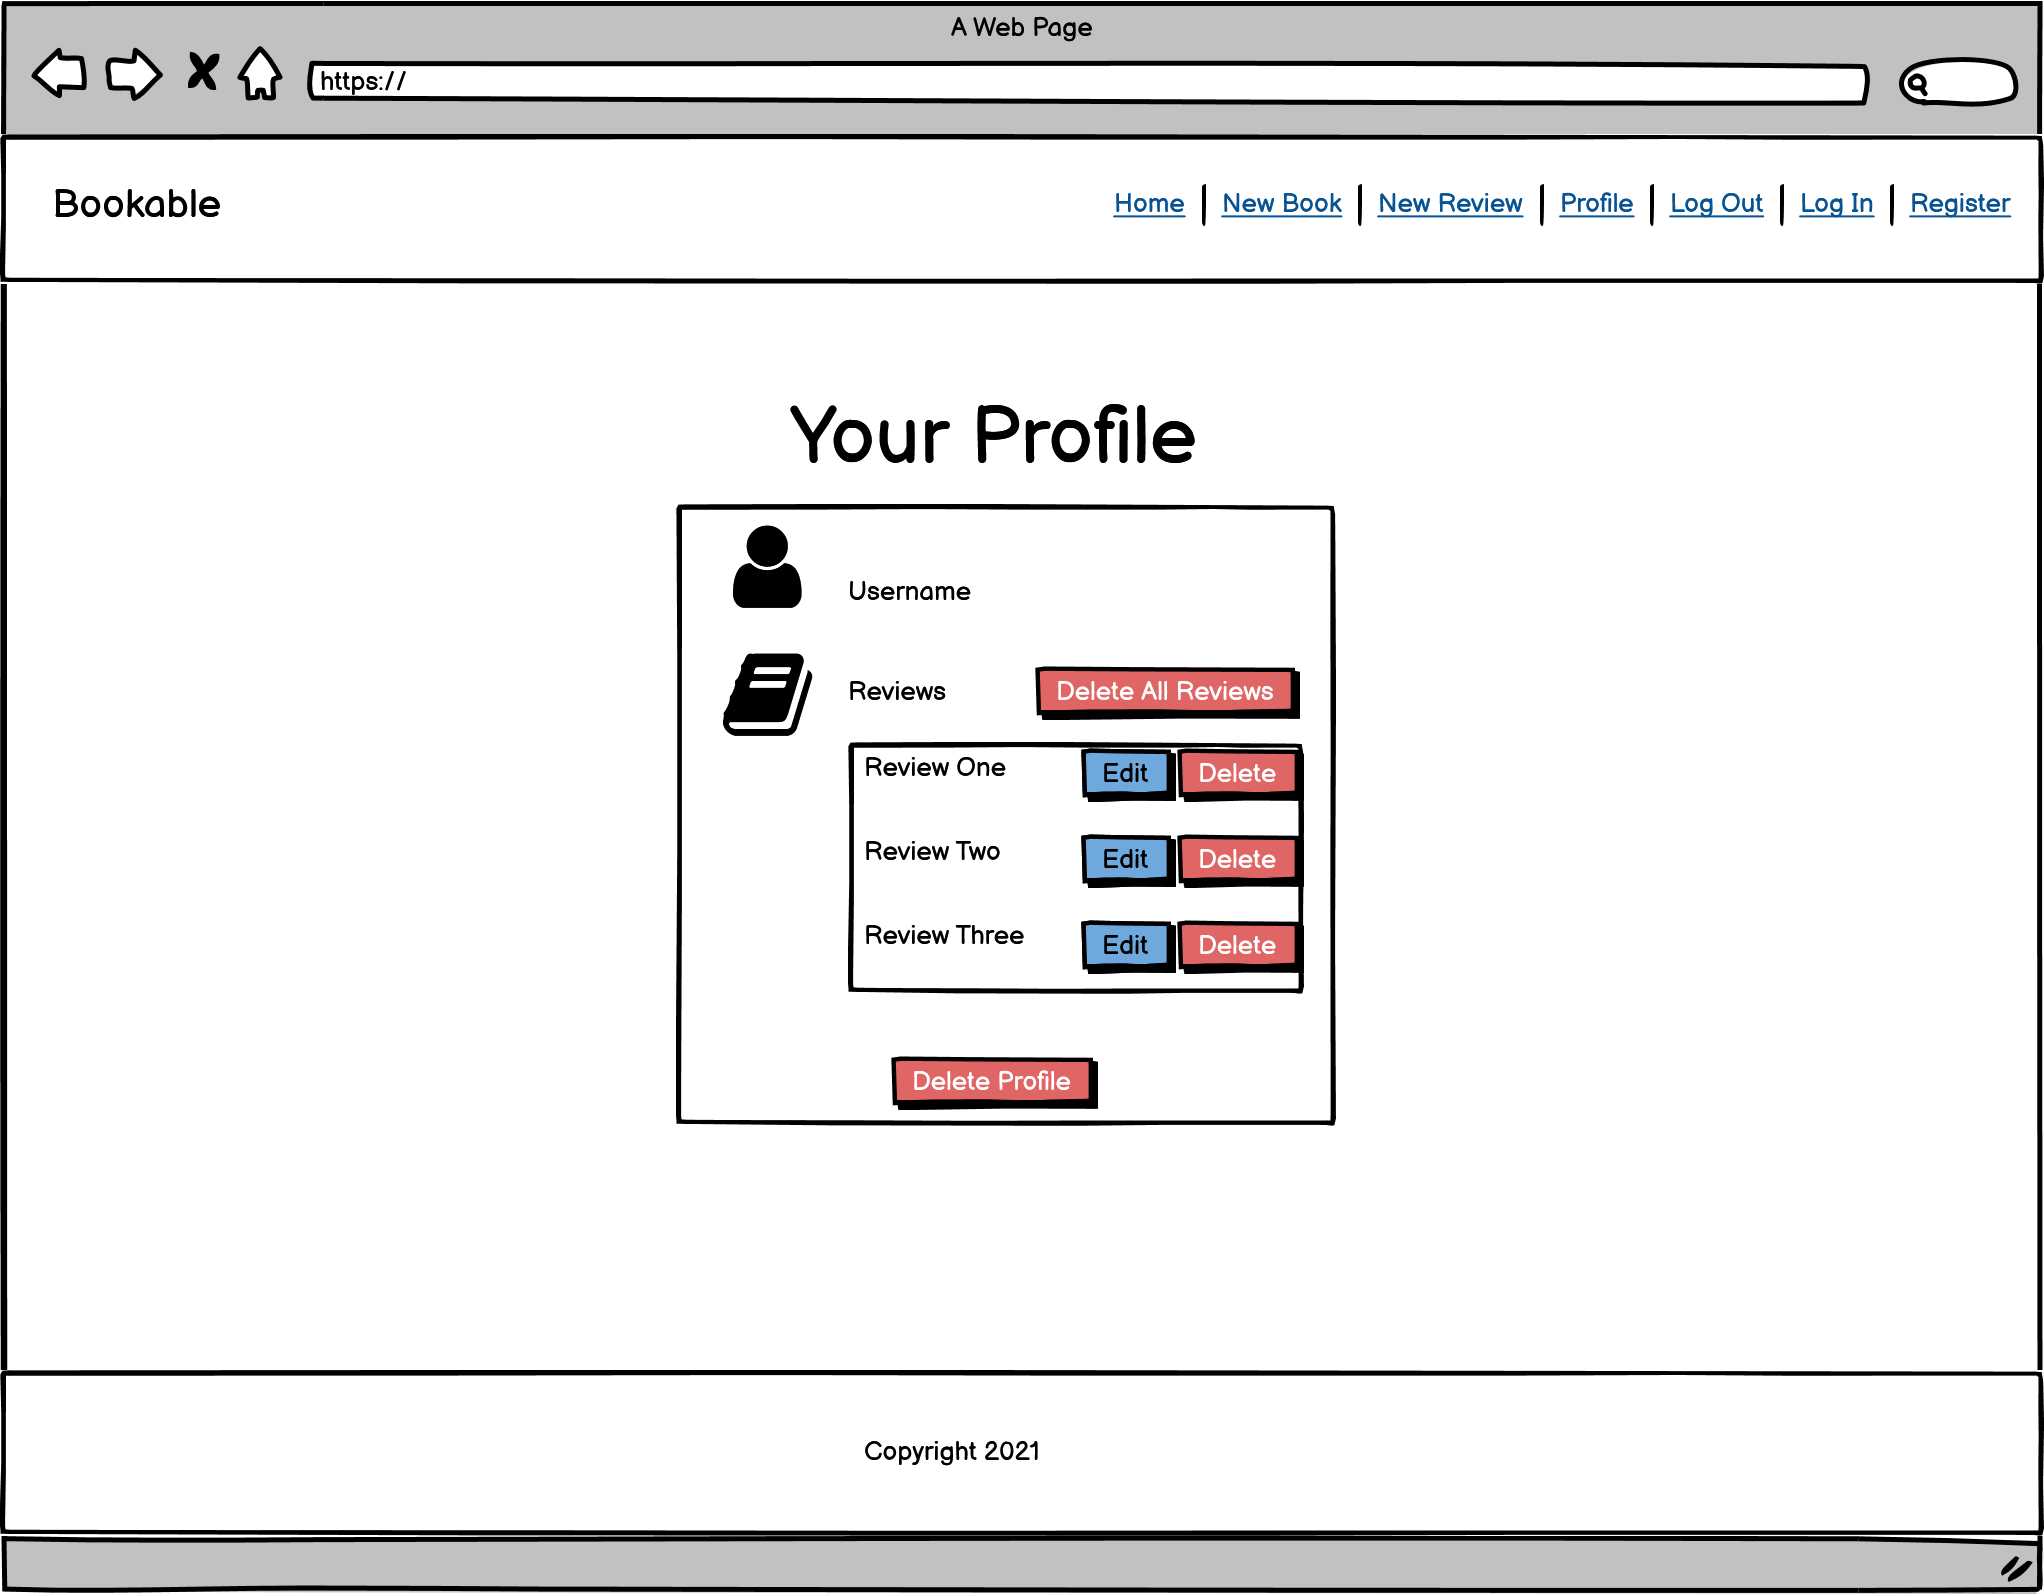 A Web Page
https://
Bookable
Home New Book New Review Profile Log Out Log In Register
Your Profile
Username
Reviews Delete All Reviews
Review One Edit Delete
Review Two Edit Delete
Review Three Edit Delete
Delete Profile
Copyright 2021